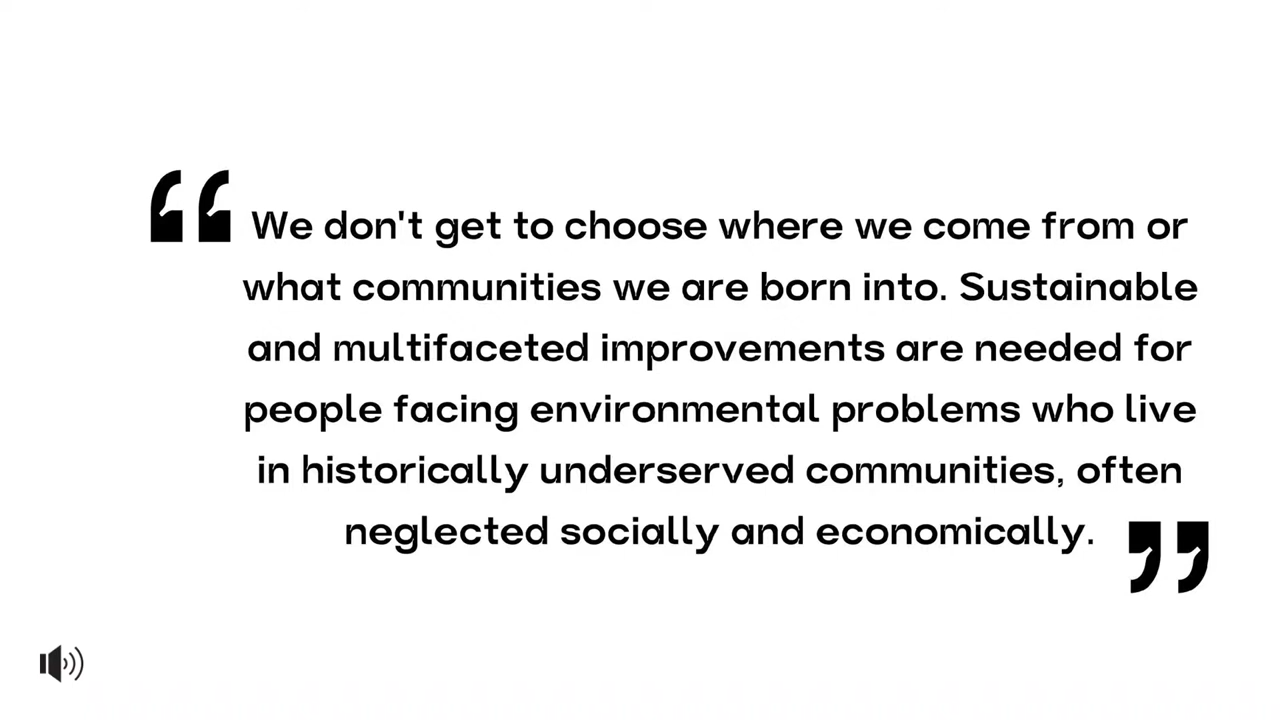 “We don't get to choose where we come from or
what communities we are born into. Sustainable
and multifaceted improvements are needed for
people facing environmental problems who live
in historically underserved communities, often
neglected socially and economically.”